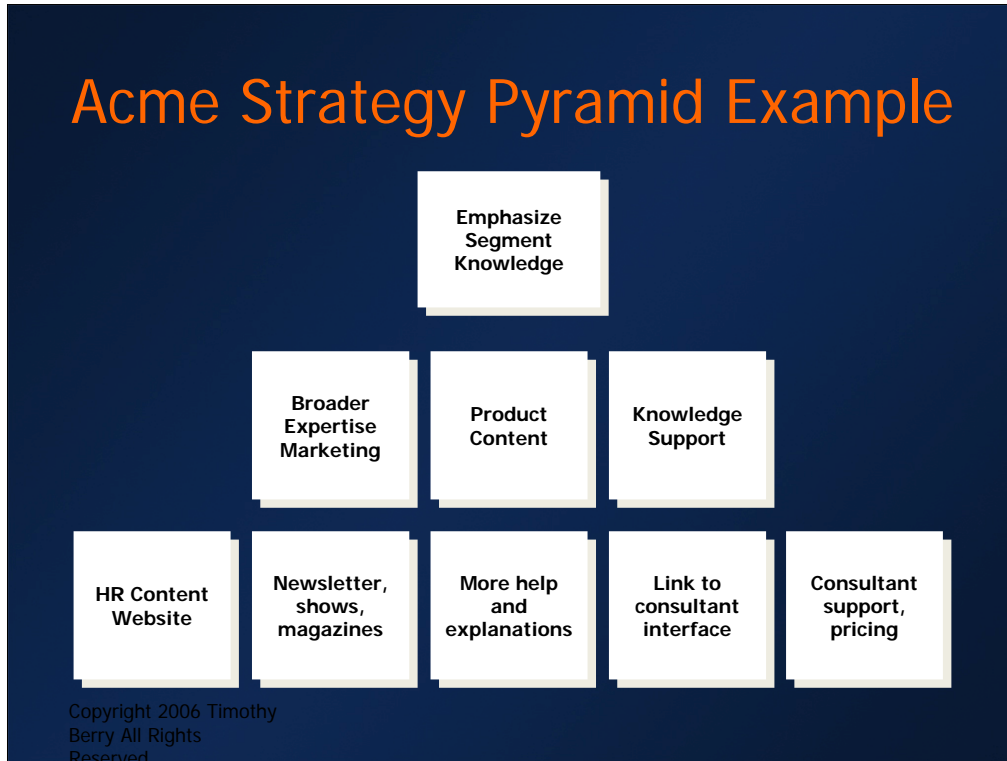 Acme Strategy Pyramid Example
Emphasize
Segment
Knowledge
Broader
Expertise
Marketing
Product
Content
Knowledge
Support
HR Content
Website
Newsletter,
shows,
magazines
More help
and
explanations
Link to
consultant
interface
Consultant
support,
pricing
Copyright 2006 Timothy
Berry All Rights
Reserved